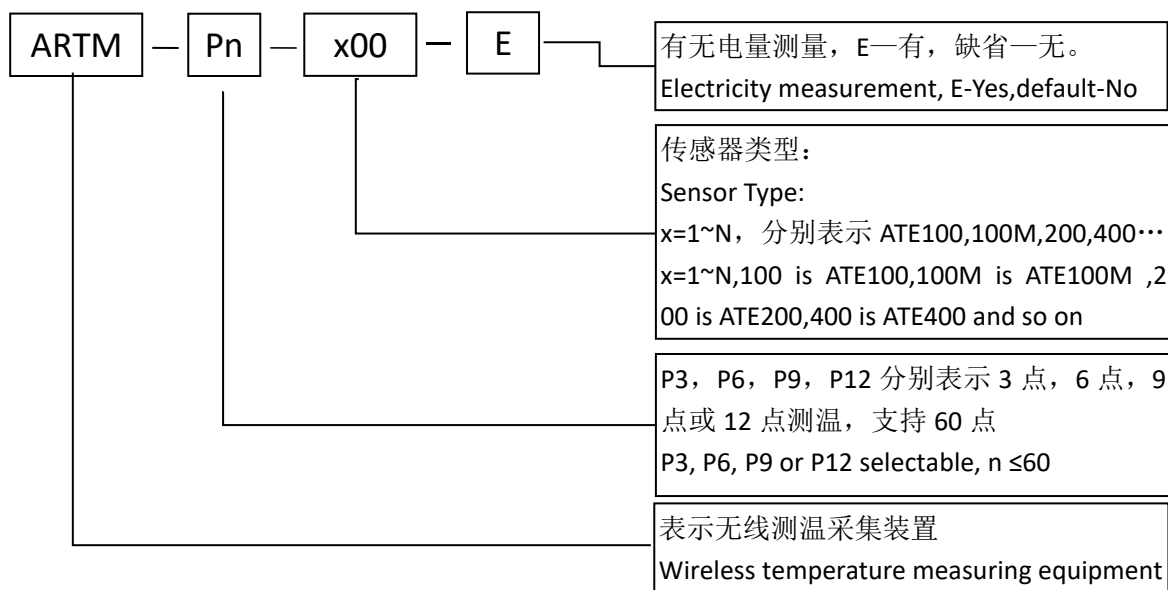 ARTM — Pn — x00 — E
有无电量测量，E—有，缺省—无。
Electricity measurement, E-Yes,default-No
传感器类型：
Sensor Type:
x=1~N，分别表示 ATE100,100M,200,400…
x=1~N,100 is ATE100,100M is ATE100M ,2
00 is ATE200,400 is ATE400 and so on
P3，P6，P9，P12 分别表示 3 点，6 点，9
点或 12 点测温，支持 60 点
P3, P6, P9 or P12 selectable, n ≤60
表示无线测温采集装置
Wireless temperature measuring equipment